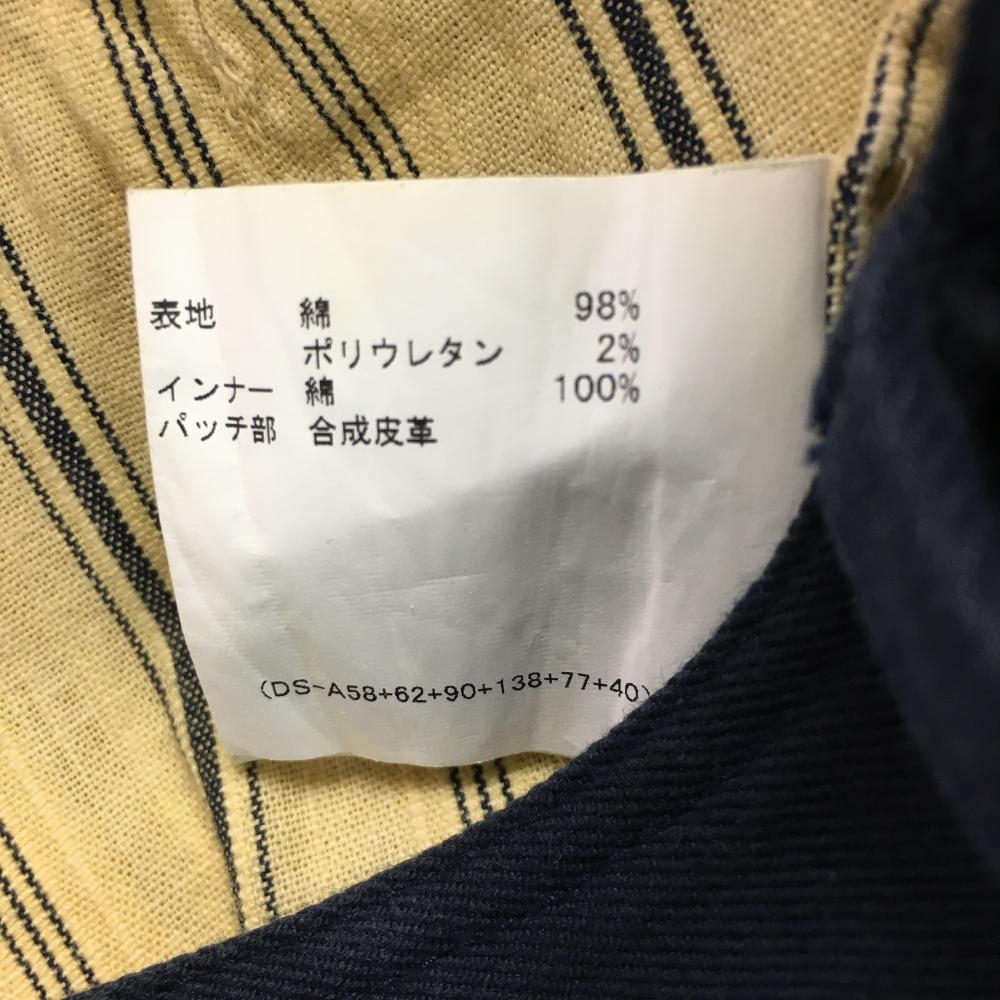 表地 綿 98%
ポリウレタン 2%
インナー 綿 100%
パッチ部 合成皮革
(DS-A58+62+90+138+77+40)